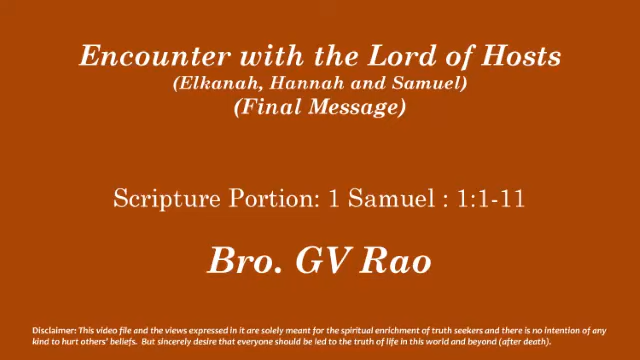 Encounter with the Lord of Hosts
(Elkanah, Hannah and Samuel)
(Final Message)
Scripture Portion: 1 Samuel : 1:1-11
Bro. GV Rao
Disclaimer: This video file and the views expressed in it are solely meant for the spiritual enrichment of truth seekers and there is no intention of any
kind to hurt others' beliefs. But sincerely desire that everyone should be led to the truth of life in this world and beyond (after death).